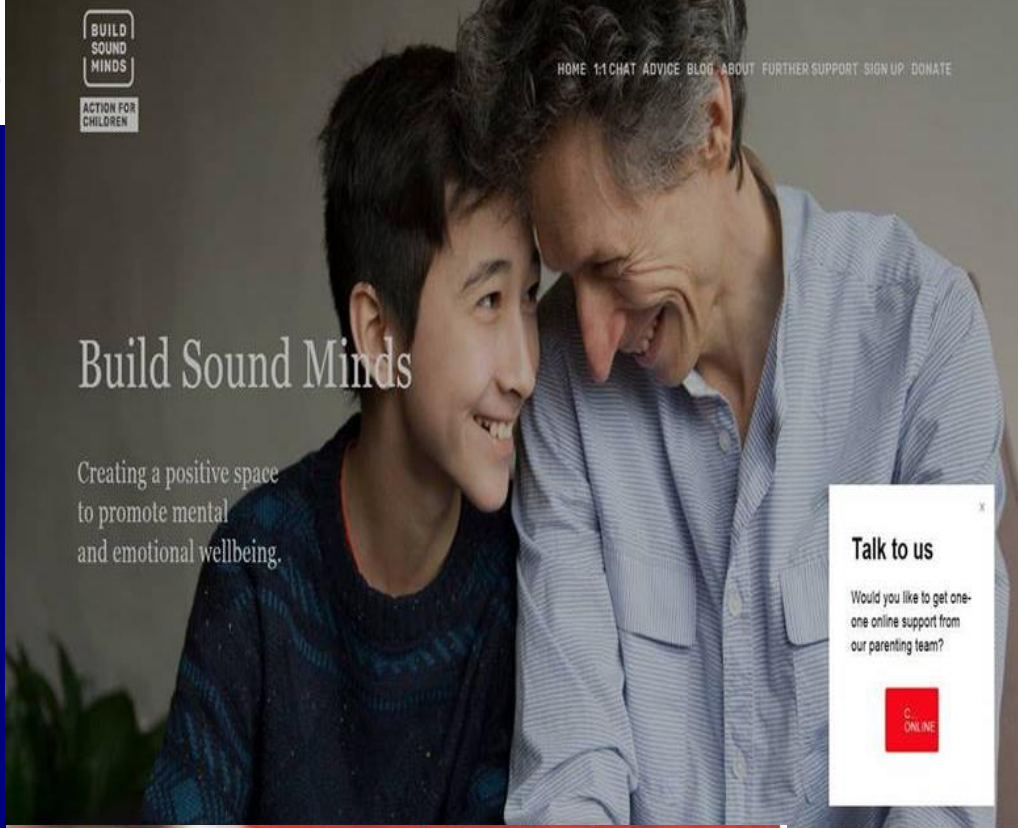 BUILD
SOUND
MINDS
ACTION FOR
CHILDREN
HOME 1:1 CHAT ADVICE BLOG ABOUT FURTHER SUPPORT SIGN UP DONATE
Build Sound Minds
Creating a positive space
to promote mental
and emotional wellbeing.
x
Talk to us
Would you like to get one-
one online support from
our parenting team?
C...
ONLINE